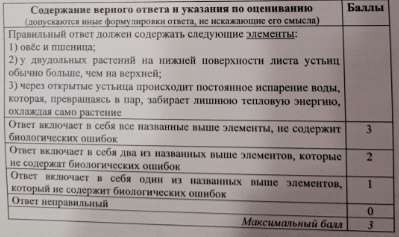 Содержание верного ответа и указания по оцениванию Баллы
(допускаются иные формулировки ответа, не искажающие его смысла)
Правильный ответ должен содержать следующие элементы:
1) овёс и пшеница;
2) у двудольных растений на нижней поверхности листа устьиц
обычно больше, чем на верхней;
3) через открытые устьица происходит постоянное испарение воды,
которая, превращаясь в пар, забирает лишнюю тепловую энергию,
охлаждая само растение
Ответ включает в себя все названные выше элементы, не содержит 3
биологических ошибок
Ответ включает в себя два из названных выше элементов, которые 2
не содержат биологических ошибок
Ответ включает в себя один из названных выше элементов, 1
который не содержит биологических ошибок
Ответ неправильный 0
Максимальный балл 3